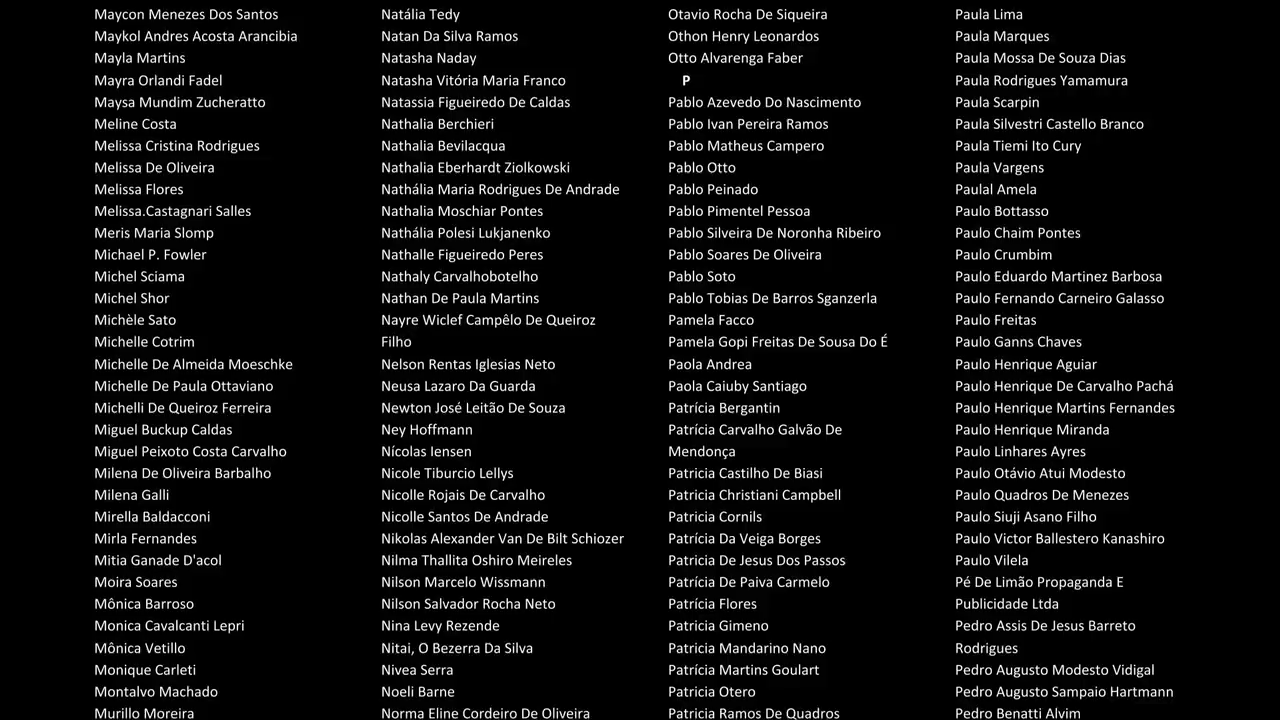 Maycon Menezes Dos Santos
Maykol Andres Acosta Arancibia
Mayla Martins
Mayra Orlandi Fadel
Maysa Mundim Zucheratto
Meline Costa
Melissa Cristina Rodrigues
Melissa De Oliveira
Melissa Flores
Melissa.Castagnari Salles
Meris Maria Slomp
Michael P. Fowler
Michel Sciama
Michel Shor
Michèle Sato
Michelle Cotrim
Michelle De Almeida Moeschke
Michelle De Paula Ottaviano
Michelli De Queiroz Ferreira
Miguel Buckup Caldas
Miguel Peixoto Costa Carvalho
Milena De Oliveira Barbalho
Milena Galli
Mirella Baldacconi
Mirla Fernandes
Mitia Ganade D'acol
Moira Soares
Mônica Barroso
Monica Cavalcanti Lepri
Mônica Vetillo
Monique Carleti
Montalvo Machado
Murillo Moreira
Natália Tedy
Natan Da Silva Ramos
Natasha Naday
Natasha Vitória Maria Franco
Natassia Figueiredo De Caldas
Nathalia Berchieri
Nathalia Bevilacqua
Nathalia Eberhardt Ziolkowski
Nathália Maria Rodrigues De Andrade
Nathalia Moschiar Pontes
Nathália Polesi Lukjanenko
Nathalle Figueiredo Peres
Nathaly Carvalhobotelho
Nathan De Paula Martins
Nayre Wiclef Campêlo De Queiroz
Filho
Nelson Rentas Iglesias Neto
Neusa Lazaro Da Guarda
Newton José Leitão De Souza
Ney Hoffmann
Nícolas Iensen
Nicole Tiburcio Lellys
Nicolle Rojais De Carvalho
Nicolle Santos De Andrade
Nikolas Alexander Van De Bilt Schiozer
Nilma Thallita Oshiro Meireles
Nilson Marcelo Wissmann
Nilson Salvador Rocha Neto
Nina Levy Rezende
Nitai, O Bezerra Da Silva
Nivea Serra
Noeli Barne
Norma Eline Cordeiro De Oliveira
Otavio Rocha De Siqueira
Othon Henry Leonardos
Otto Alvarenga Faber
P
Pablo Azevedo Do Nascimento
Pablo Ivan Pereira Ramos
Pablo Matheus Campero
Pablo Otto
Pablo Peinado
Pablo Pimentel Pessoa
Pablo Silveira De Noronha Ribeiro
Pablo Soares De Oliveira
Pablo Soto
Pablo Tobias De Barros Sganzerla
Pamela Facco
Pamela Gopi Freitas De Sousa Do É
Paola Andrea
Paola Caiuby Santiago
Patrícia Bergantin
Patrícia Carvalho Galvão De
Mendonça
Patricia Castilho De Biasi
Patricia Christiani Campbell
Patricia Cornils
Patrícia Da Veiga Borges
Patricia De Jesus Dos Passos
Patrícia De Paiva Carmelo
Patrícia Flores
Patricia Gimeno
Patricia Mandarino Nano
Patrícia Martins Goulart
Patricia Otero
Patricia Ramos De Quadros
Paula Lima
Paula Marques
Paula Mossa De Souza Dias
Paula Rodrigues Yamamura
Paula Scarpin
Paula Silvestri Castello Branco
Paula Tiemi Ito Cury
Paula Vargens
Paulal Amela
Paulo Bottasso
Paulo Chaim Pontes
Paulo Crumbim
Paulo Eduardo Martinez Barbosa
Paulo Fernando Carneiro Galasso
Paulo Freitas
Paulo Ganns Chaves
Paulo Henrique Aguiar
Paulo Henrique De Carvalho Pachá
Paulo Henrique Martins Fernandes
Paulo Henrique Miranda
Paulo Linhares Ayres
Paulo Otávio Atui Modesto
Paulo Quadros De Menezes
Paulo Siuji Asano Filho
Paulo Victor Ballestero Kanashiro
Paulo Vilela
Pé De Limão Propaganda E
Publicidade Ltda
Pedro Assis De Jesus Barreto
Rodrigues
Pedro Augusto Modesto Vidigal
Pedro Augusto Sampaio Hartmann
Pedro Benatti Alvim